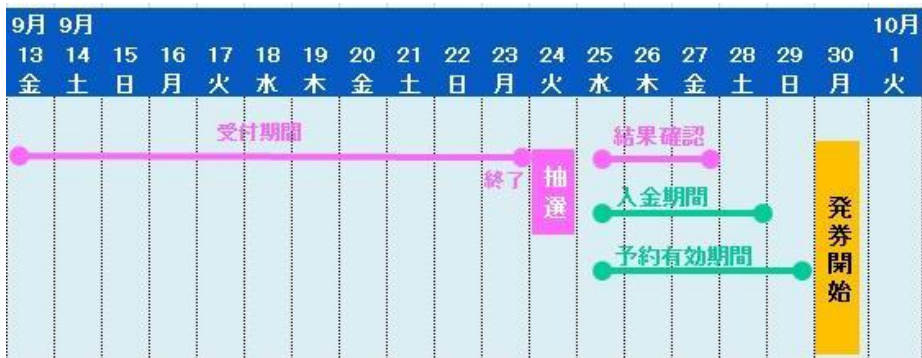 9月 9月 10月
13 14 15 16 17 18 19 20 21 22 23 24 25 26 27 28 29 30 1
金 土 日 月 火 水 木 金 土 日 月 火 水 木 金 土 日 月 火
受付期間
結果確認
終了
抽選
入金期間
予約有効期間
発券開始